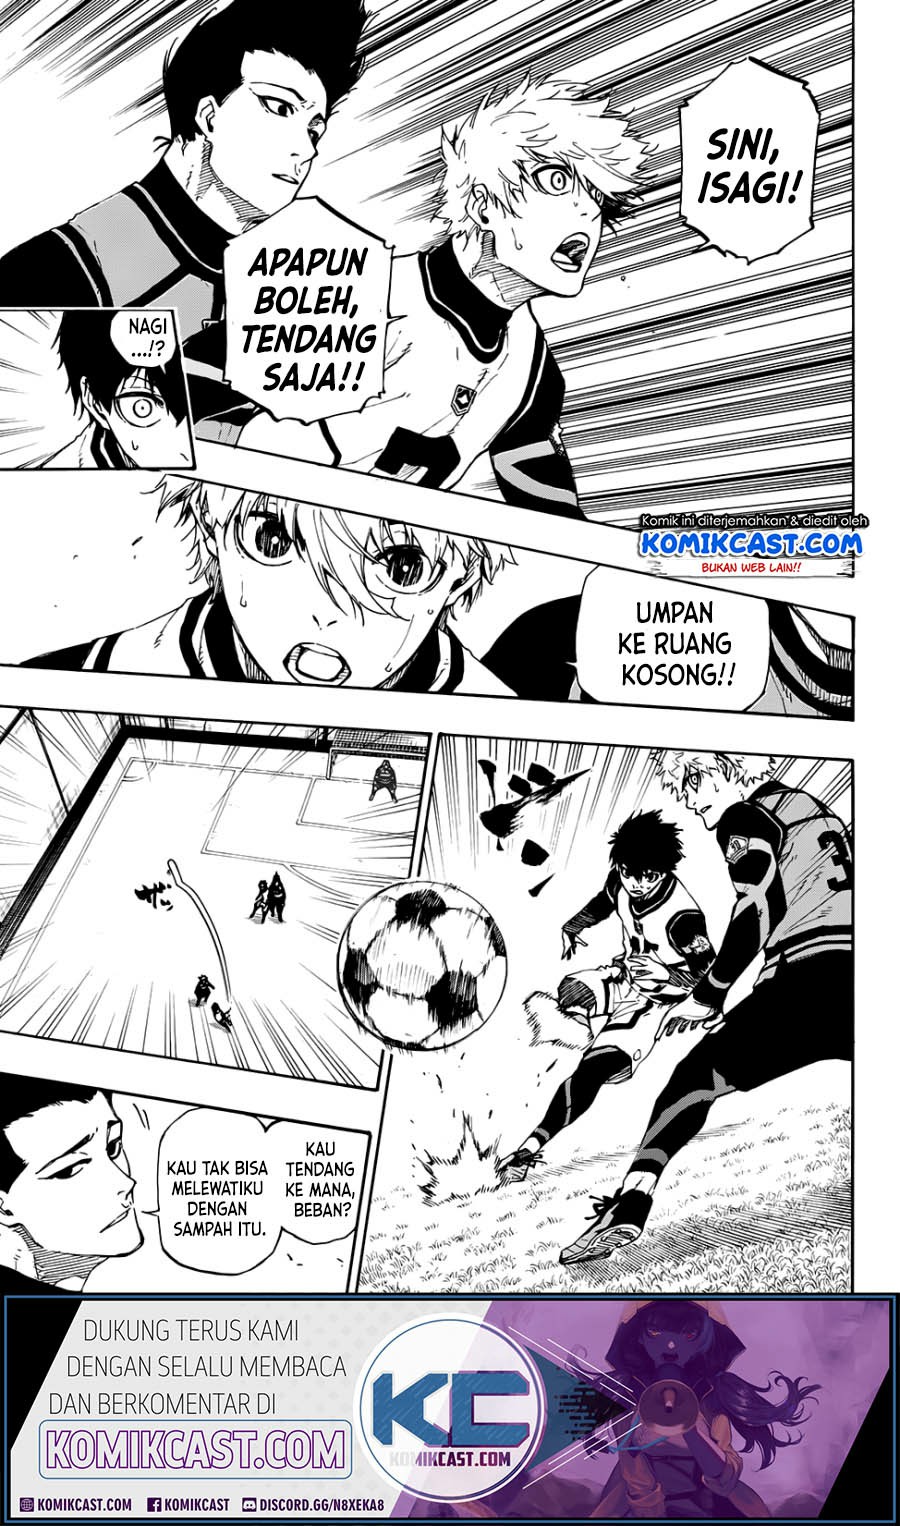 SINI,
ISAGI!
APAPUN
BOLEH,
TENDANG
SAJA!!
NAGI
...!?
Komik ini diterjemahkan & diedit oleh
KOMIKCAST.COM
BUKAN WEB LAIN!!
UMPAN
KE RUANG
KOSONG!!
3
KAU
TENDANG
KE MANA,
BEBAN?
KAU TAK BISA
MELEWATIKU
DENGAN
SAMPAH ITU.
DUKUNG TERUS KAMI
DENGAN SELALU MEMBACA
DAN BERKOMENTAR DI
KOMIKCAST.COM
KC
KOMIKCAST.COM
KOMIKCAST.COM
KOMIKCAST
DISCORD.GG/N8XEKA8